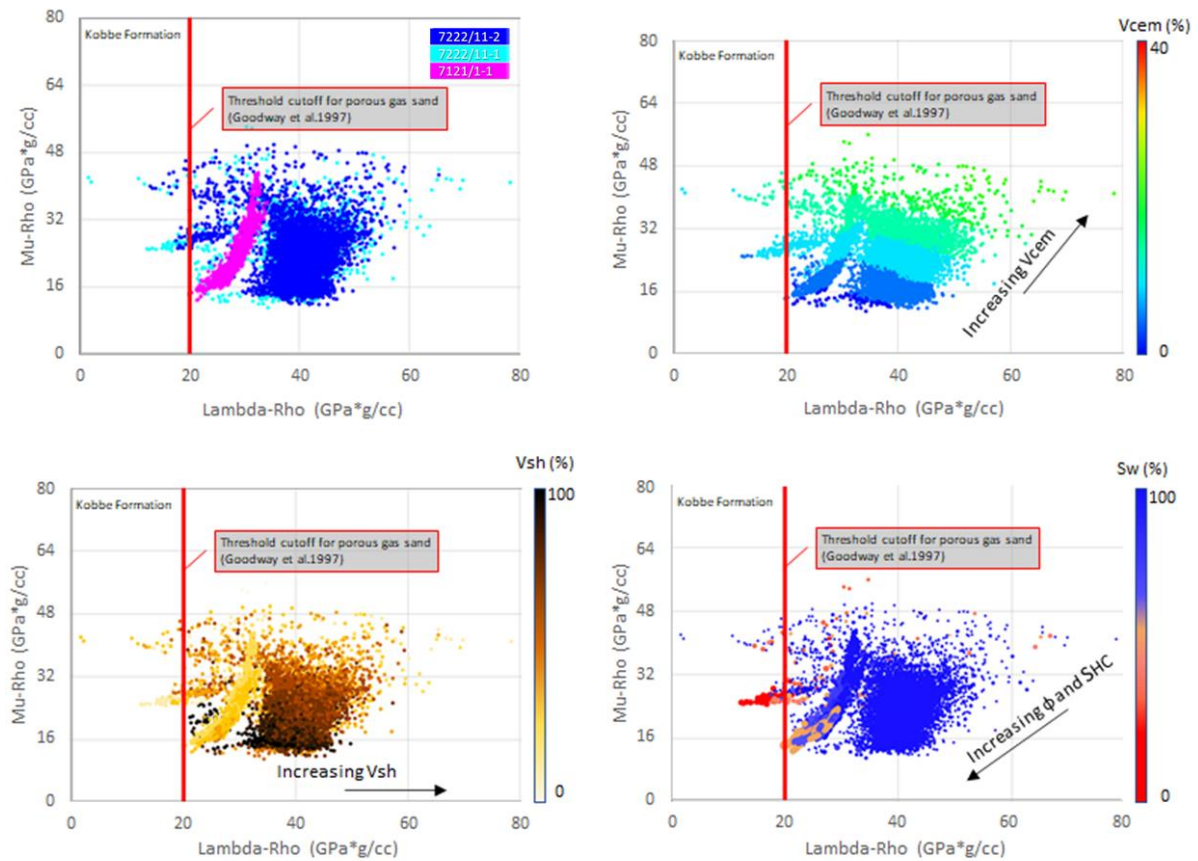 80
Kobbe Formation
7222/11-2
7222/11-1
7121/1-1
64
Threshold cutoff for porous gas sand
(Goodway et al.1997)
48
32
16
0
Mu-Rho (GPa*g/cc)
0 20 40 60 80
Lambda-Rho (GPa*g/cc)
Vcem (%)
40
0
80
Kobbe Formation
64
Threshold cutoff for porous gas sand
(Goodway et al.1997)
48
32
16
0
Mu-Rho (GPa*g/cc)
Increasing Vcem
0 20 40 60 80
Lambda-Rho (GPa*g/cc)
Vsh (%)
100
0
80
Kobbe Formation
64
Threshold cutoff for porous gas sand
(Goodway et al.1997)
48
32
16
0
Mu-Rho (GPa*g/cc)
Increasing Vsh
0 20 40 60 80
Lambda-Rho (GPa*g/cc)
Sw (%)
100
0
80
Kobbe Formation
64
Threshold cutoff for porous gas sand
(Goodway et al.1997)
48
32
16
0
Mu-Rho (GPa*g/cc)
Increasing ϕ and SHC
0 20 40 60 80
Lambda-Rho (GPa*g/cc)